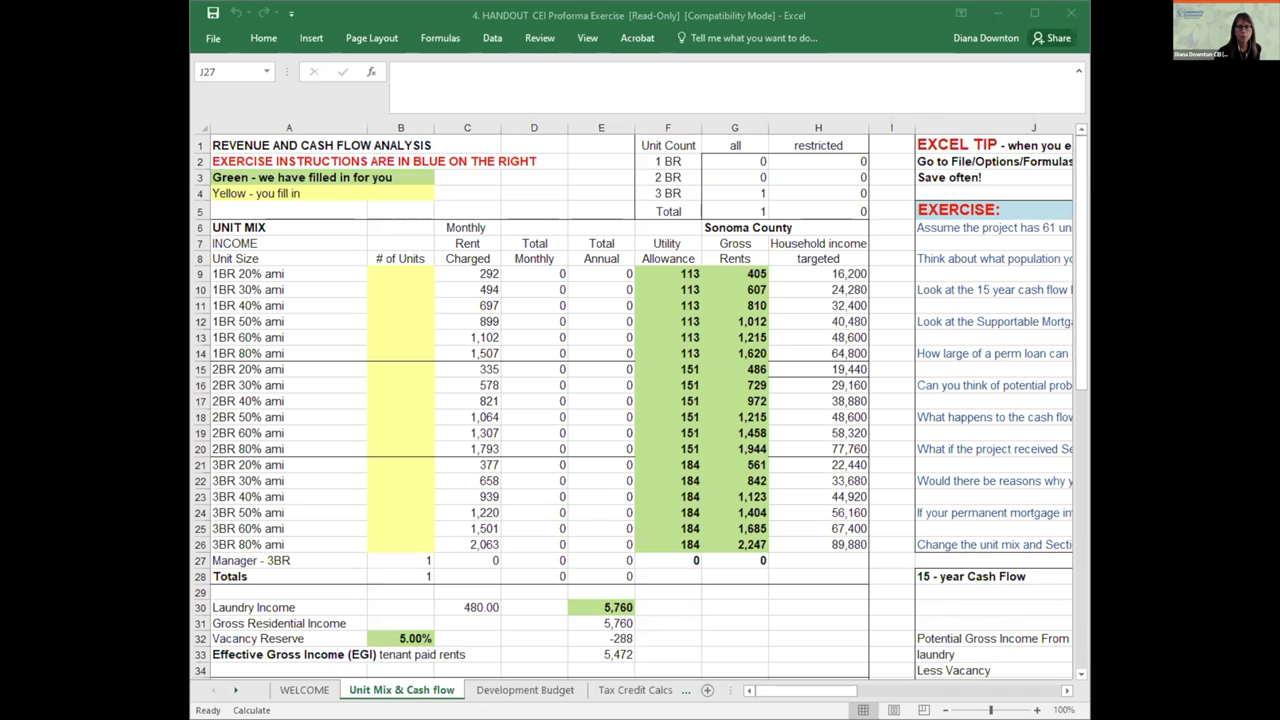 4. HANDOUT CEI Proforma Exercise [Read-Only] [Compatibility Mode] - Excel
File Home Insert Page Layout Formulas Data Review View Acrobat Tell me what you want to do... Diana Downton Share
Diana Downton CEI (...
J27 fx
A B C D E F G H I J
1 REVENUE AND CASH FLOW ANALYSIS Unit Count all restricted EXCEL TIP - when you e
2 EXERCISE INSTRUCTIONS ARE IN BLUE ON THE RIGHT 1 BR 0 0 Go to File/Options/Formulas
3 Green - we have filled in for you 2 BR 0 0 Save often!
4 Yellow - you fill in 3 BR 1 0
5 Total 1 0 EXERCISE:
6 UNIT MIX Monthly Sonoma County Assume the project has 61 un
7 INCOME Rent Total Total Utility Gross Household income
8 Unit Size # of Units Charged Monthly Annual Allowance Rents targeted Think about what population yo
9 1BR 20% ami 292 0 0 113 405 16,200
10 1BR 30% ami 494 0 0 113 607 24,280 Look at the 15 year cash flow
11 1BR 40% ami 697 0 0 113 810 32,400
12 1BR 50% ami 899 0 0 113 1,012 40,480 Look at the Supportable Mortg
13 1BR 60% ami 1,102 0 0 113 1,215 48,600
14 1BR 80% ami 1,507 0 0 113 1,620 64,800 How large of a perm loan can
15 2BR 20% ami 335 0 0 151 486 19,440
16 2BR 30% ami 578 0 0 151 729 29,160 Can you think of potential prob
17 2BR 40% ami 821 0 0 151 972 38,880
18 2BR 50% ami 1,064 0 0 151 1,215 48,600 What happens to the cash flow
19 2BR 60% ami 1,307 0 0 151 1,458 58,320
20 2BR 80% ami 1,793 0 0 151 1,944 77,760 What if the project received Se
21 3BR 20% ami 377 0 0 184 561 22,440
22 3BR 30% ami 658 0 0 184 842 33,680 Would there be reasons why y
23 3BR 40% ami 939 0 0 184 1,123 44,920
24 3BR 50% ami 1,220 0 0 184 1,404 56,160 If your permanent mortgage in
25 3BR 60% ami 1,501 0 0 184 1,685 67,400
26 3BR 80% ami 2,063 0 0 184 2,247 89,880 Change the unit mix and Secti
27 Manager - 3BR 1 0 0 0 0 0
28 Totals 1 0 0 15 - year Cash Flow
29
30 Laundry Income 480.00 5,760
31 Gross Residential Income 5,760
32 Vacancy Reserve 5.00% -288 Potential Gross Income From
33 Effective Gross Income (EGI) tenant paid rents 5,472 laundry
34 Less Vacancy
WELCOME Unit Mix & Cash flow Development Budget Tax Credit Calcs ...
Ready Calculate 100%